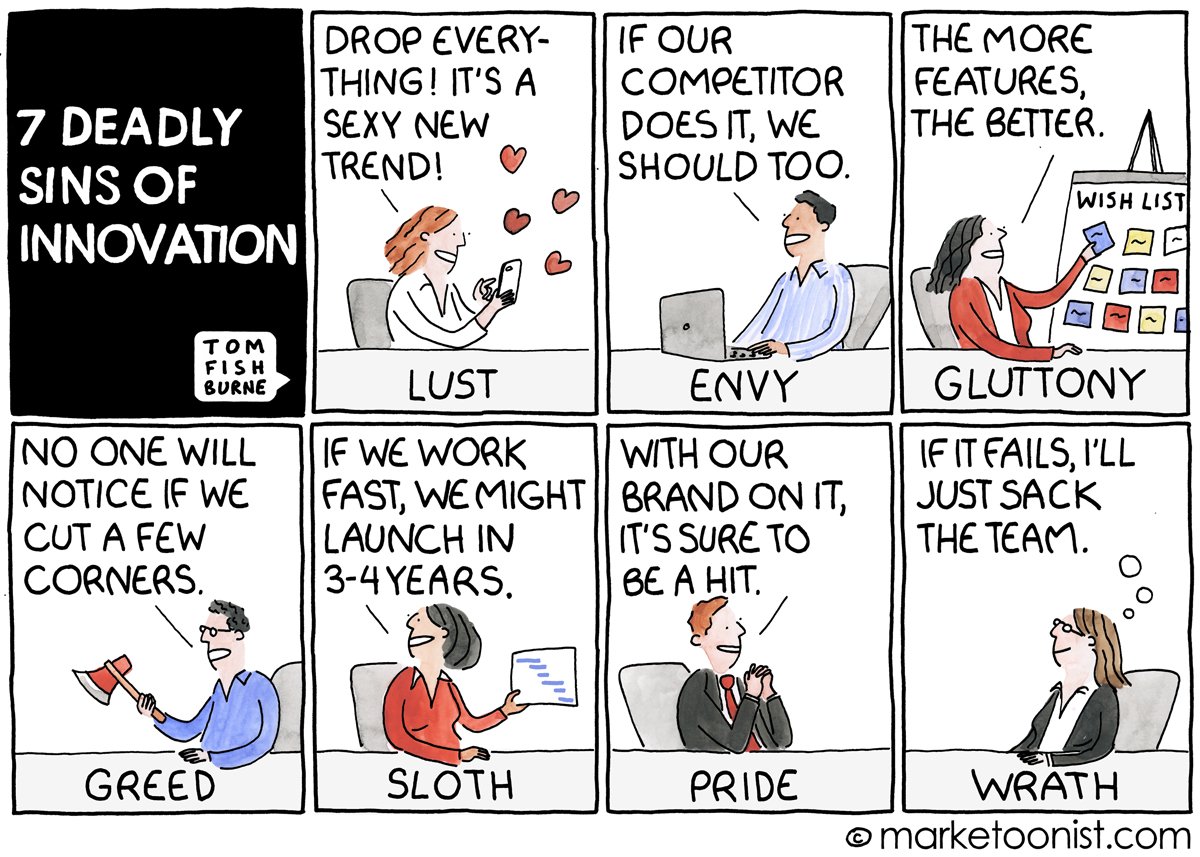 7 DEADLY
SINS OF
INNOVATION
TOM
FISH
BURNE
DROP EVERY-
THING! IT'S A
SEXY NEW
TREND!
LUST
IF OUR
COMPETITOR
DOES IT, WE
SHOULD TOO.
ENVY
THE MORE
FEATURES,
THE BETTER.
WISH LIST
GLUTTONY
NO ONE WILL
NOTICE IF WE
CUT A FEW
CORNERS.
GREED
IF WE WORK
FAST, WE MIGHT
LAUNCH IN
3-4 YEARS.
SLOTH
WITH OUR
BRAND ON IT,
IT'S SURE TO
BE A HIT.
PRIDE
IF IT FAILS, I'LL
JUST SACK
THE TEAM.
WRATH
© marketoonist.com